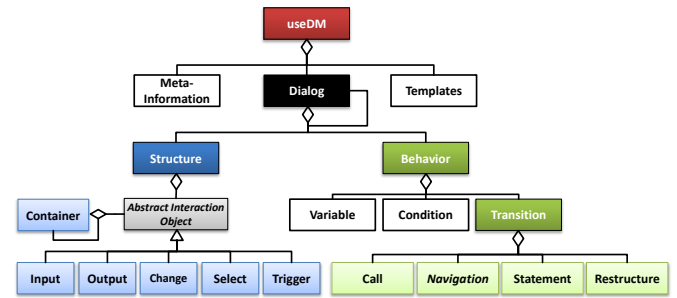 useDM
Meta-
Information
Dialog
Templates
Structure
Behavior
Container
Abstract Interaction
Object
Variable
Condition
Transition
Input
Output
Change
Select
Trigger
Call
Navigation
Statement
Restructure